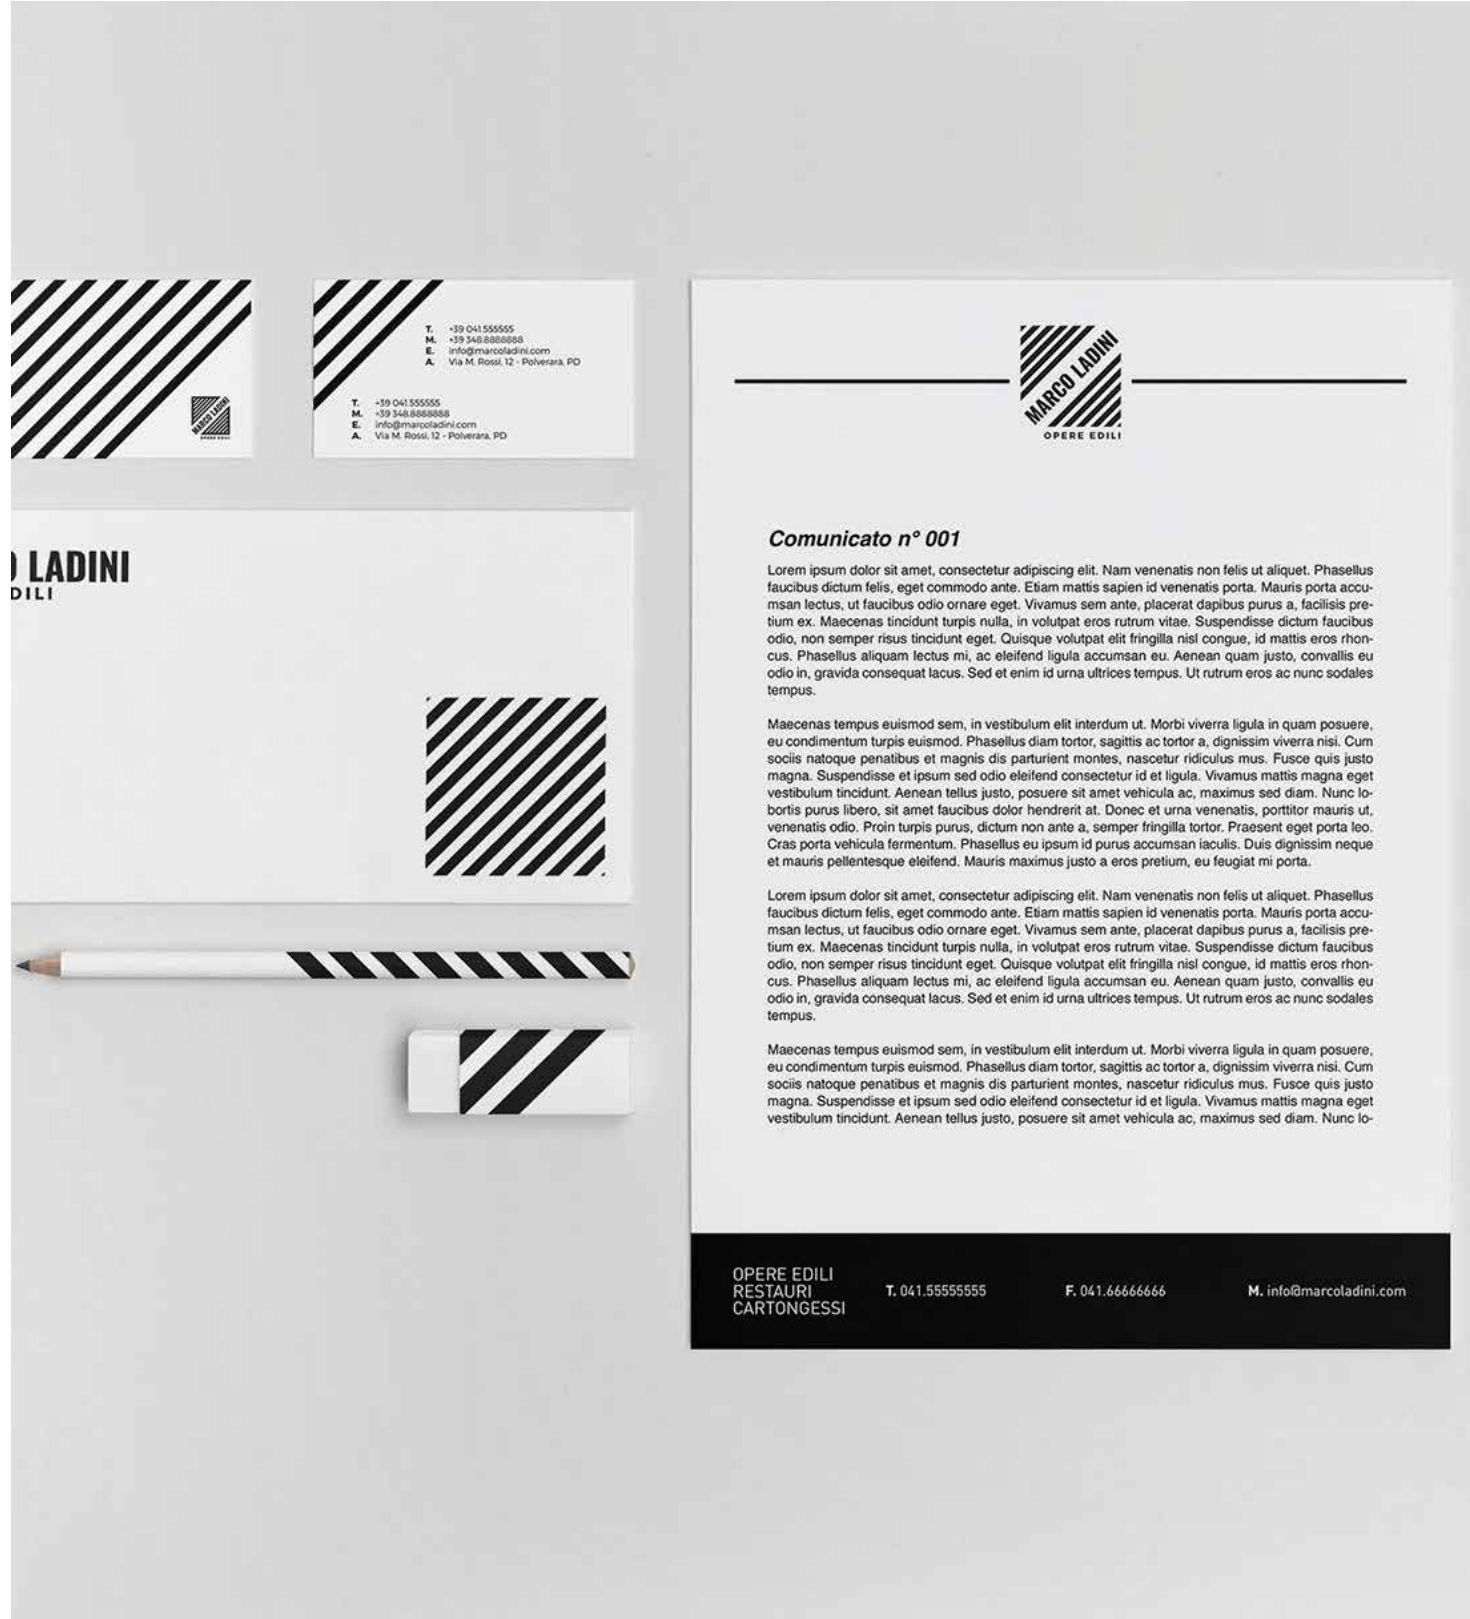 MARCO LADINI
OPERE EDILI
T. +39 041.555555
M. +39 348.8888888
E. info@marcoladini.com
A. Via M. Rossi, 12 - Polverara, PD
T. +39 041.555555
M. +39 348.8888888
E. info@marcoladini.com
A. Via M. Rossi, 12 - Polverara, PD
LADINI
DILI
MARCO LADINI
OPERE EDILI
Comunicato n° 001
Lorem ipsum dolor sit amet, consectetur adipiscing elit. Nam venenatis non felis ut aliquet. Phasellus
faucibus dictum felis, eget commodo ante. Etiam mattis sapien id venenatis porta. Mauris porta accu-
msan lectus, ut faucibus odio ornare eget. Vivamus sem ante, placerat dapibus purus a, facilisis pre-
tium ex. Maecenas tincidunt turpis nulla, in volutpat eros rutrum vitae. Suspendisse dictum faucibus
odio, non semper risus tincidunt eget. Quisque volutpat elit fringilla nisl congue, id mattis eros rhon-
cus. Phasellus aliquam lectus mi, ac eleifend ligula accumsan eu. Aenean quam justo, convallis eu
odio in, gravida consequat lacus. Sed et enim id urna ultrices tempus. Ut rutrum eros ac nunc sodales
tempus.
Maecenas tempus euismod sem, in vestibulum elit interdum ut. Morbi viverra ligula in quam posuere,
eu condimentum turpis euismod. Phasellus diam tortor, sagittis ac tortor a, dignissim viverra nisi. Cum
sociis natoque penatibus et magnis dis parturient montes, nascetur ridiculus mus. Fusce quis justo
magna. Suspendisse et ipsum sed odio eleifend consectetur id et ligula. Vivamus mattis magna eget
vestibulum tincidunt. Aenean tellus justo, posuere sit amet vehicula ac, maximus sed diam. Nunc lo-
bortis purus libero, sit amet faucibus dolor hendrerit at. Donec et urna venenatis, porttitor mauris ut,
venenatis odio. Proin turpis purus, dictum non ante a, semper fringilla tortor. Praesent eget porta leo.
Cras porta vehicula fermentum. Phasellus eu ipsum id purus accumsan iaculis. Duis dignissim neque
et mauris pellentesque eleifend. Mauris maximus justo a eros pretium, eu feugiat mi porta.
Lorem ipsum dolor sit amet, consectetur adipiscing elit. Nam venenatis non felis ut aliquet. Phasellus
faucibus dictum felis, eget commodo ante. Etiam mattis sapien id venenatis porta. Mauris porta accu-
msan lectus, ut faucibus odio ornare eget. Vivamus sem ante, placerat dapibus purus a, facilisis pre-
tium ex. Maecenas tincidunt turpis nulla, in volutpat eros rutrum vitae. Suspendisse dictum faucibus
odio, non semper risus tincidunt eget. Quisque volutpat elit fringilla nisl congue, id mattis eros rhon-
cus. Phasellus aliquam lectus mi, ac eleifend ligula accumsan eu. Aenean quam justo, convallis eu
odio in, gravida consequat lacus. Sed et enim id urna ultrices tempus. Ut rutrum eros ac nunc sodales
tempus.
Maecenas tempus euismod sem, in vestibulum elit interdum ut. Morbi viverra ligula in quam posuere,
eu condimentum turpis euismod. Phasellus diam tortor, sagittis ac tortor a, dignissim viverra nisi. Cum
sociis natoque penatibus et magnis dis parturient montes, nascetur ridiculus mus. Fusce quis justo
magna. Suspendisse et ipsum sed odio eleifend consectetur id et ligula. Vivamus mattis magna eget
vestibulum tincidunt. Aenean tellus justo, posuere sit amet vehicula ac, maximus sed diam. Nunc lo-
OPERE EDILI
RESTAURI
CARTONGESSI
T. 041.55555555
F. 041.66666666
M. info@marcoladini.com